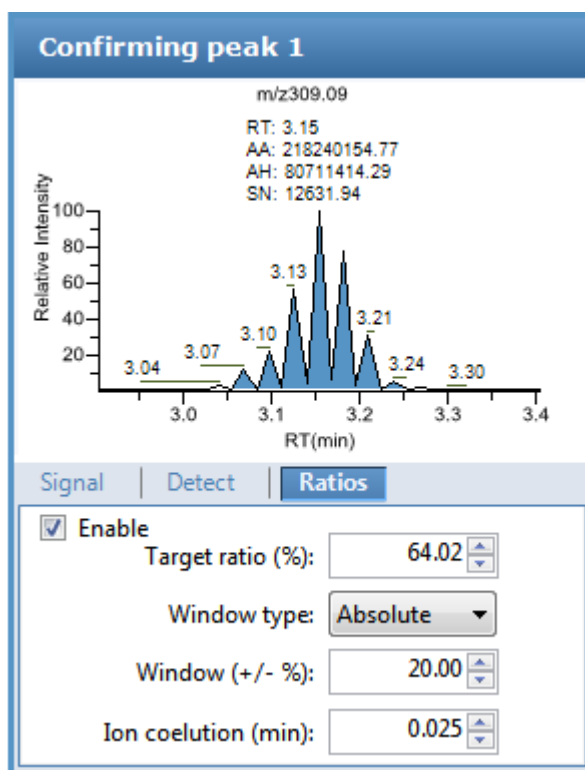 Confirming peak 1
m/z309.09
RT: 3.15
AA: 218240154.77
AH: 80711414.29
SN: 12631.94
Relative Intensity
100
80
60
40
20
3.04
3.07
3.10
3.13
3.21
3.24
3.30
3.0 3.1 3.2 3.3 3.4
RT(min)
Signal Detect Ratios
Enable
Target ratio (%): 64.02
Window type: Absolute
Window (+/- %): 20.00
Ion coelution (min): 0.025